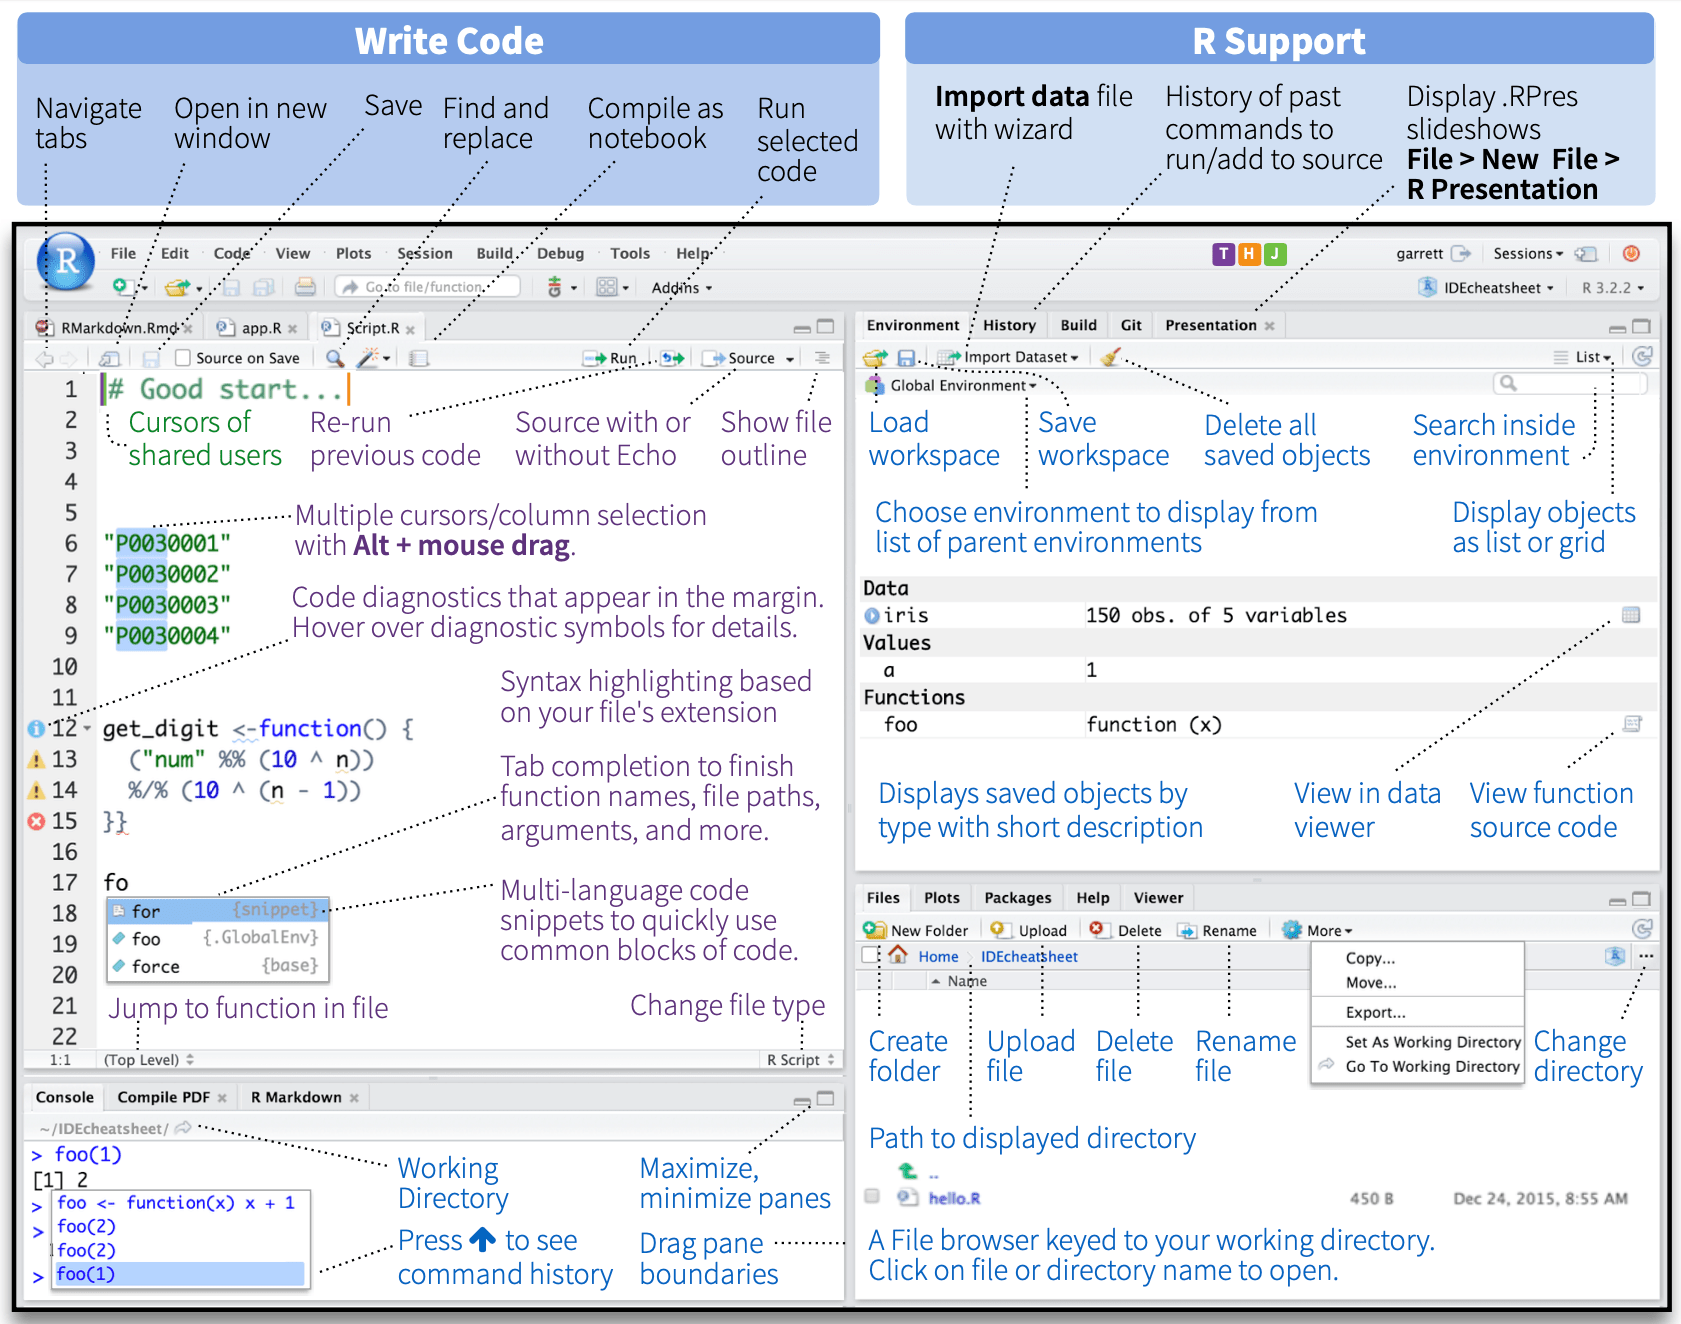 Write Code
Navigate
tabs
Open in new
window
Save
Find and
replace
Compile as
notebook
Run
selected
code
R Support
Import data file
with wizard
History of past
commands to
run/add to source
Display .RPres
slideshows
File > New  File >
R Presentation
R
File Edit Code View Plots Session Build Debug Tools Help
T H J
garrett Sessions
Go to file/function
Addins
IDEcheatsheet R 3.2.2
RMarkdown.Rmd app.R Script.R
Source on Save Run Source
1 # Good start...
2
3
4
5
6 "P0030001"
7 "P0030002"
8 "P0030003"
9 "P0030004"
10
11
12 get_digit <-function() {
13 ("num" %% (10 ^ n))
14 %/% (10 ^ (n - 1))
15 }}
16
17 fo
18
19
20
21
22
for {snippet}
foo {.GlobalEnv}
force {base}
Cursors of
shared users
Re-run
previous code
Source with or
without Echo
Show file
outline
Multiple cursors/column selection
with Alt + mouse drag.
Code diagnostics that appear in the margin.
Hover over diagnostic symbols for details.
Syntax highlighting based
on your file's extension
Tab completion to finish
function names, file paths,
arguments, and more.
Multi-language code
snippets to quickly use
common blocks of code.
Jump to function in file
Change file type
1:1 (Top Level) R Script
Console Compile PDF R Markdown
~/IDEcheatsheet/
> foo(1)
[1] 2
>
>
>
foo <- function(x) x + 1
foo(2)
foo(2)
foo(1)
Working
Directory
Press to see
command history
Maximize,
minimize panes
Drag pane
boundaries
Environment History Build Git Presentation
Import Dataset List
Global Environment
Load
workspace
Save
workspace
Delete all
saved objects
Search inside
environment
Choose environment to display from
list of parent environments
Display objects
as list or grid
Data
iris 150 obs. of 5 variables
Values
a 1
Functions
foo function (x)
Displays saved objects by
type with short description
View in data
viewer
View function
source code
Files Plots Packages Help Viewer
New Folder Upload Delete Rename More
Home IDEcheatsheet ...
Name
Copy...
Move...
Export...
Set As Working Directory
Go To Working Directory
Create
folder
Upload
file
Delete
file
Rename
file
Change
directory
Path to displayed directory
..
hello.R 450 B Dec 24, 2015, 8:55 AM
A File browser keyed to your working directory.
Click on file or directory name to open.